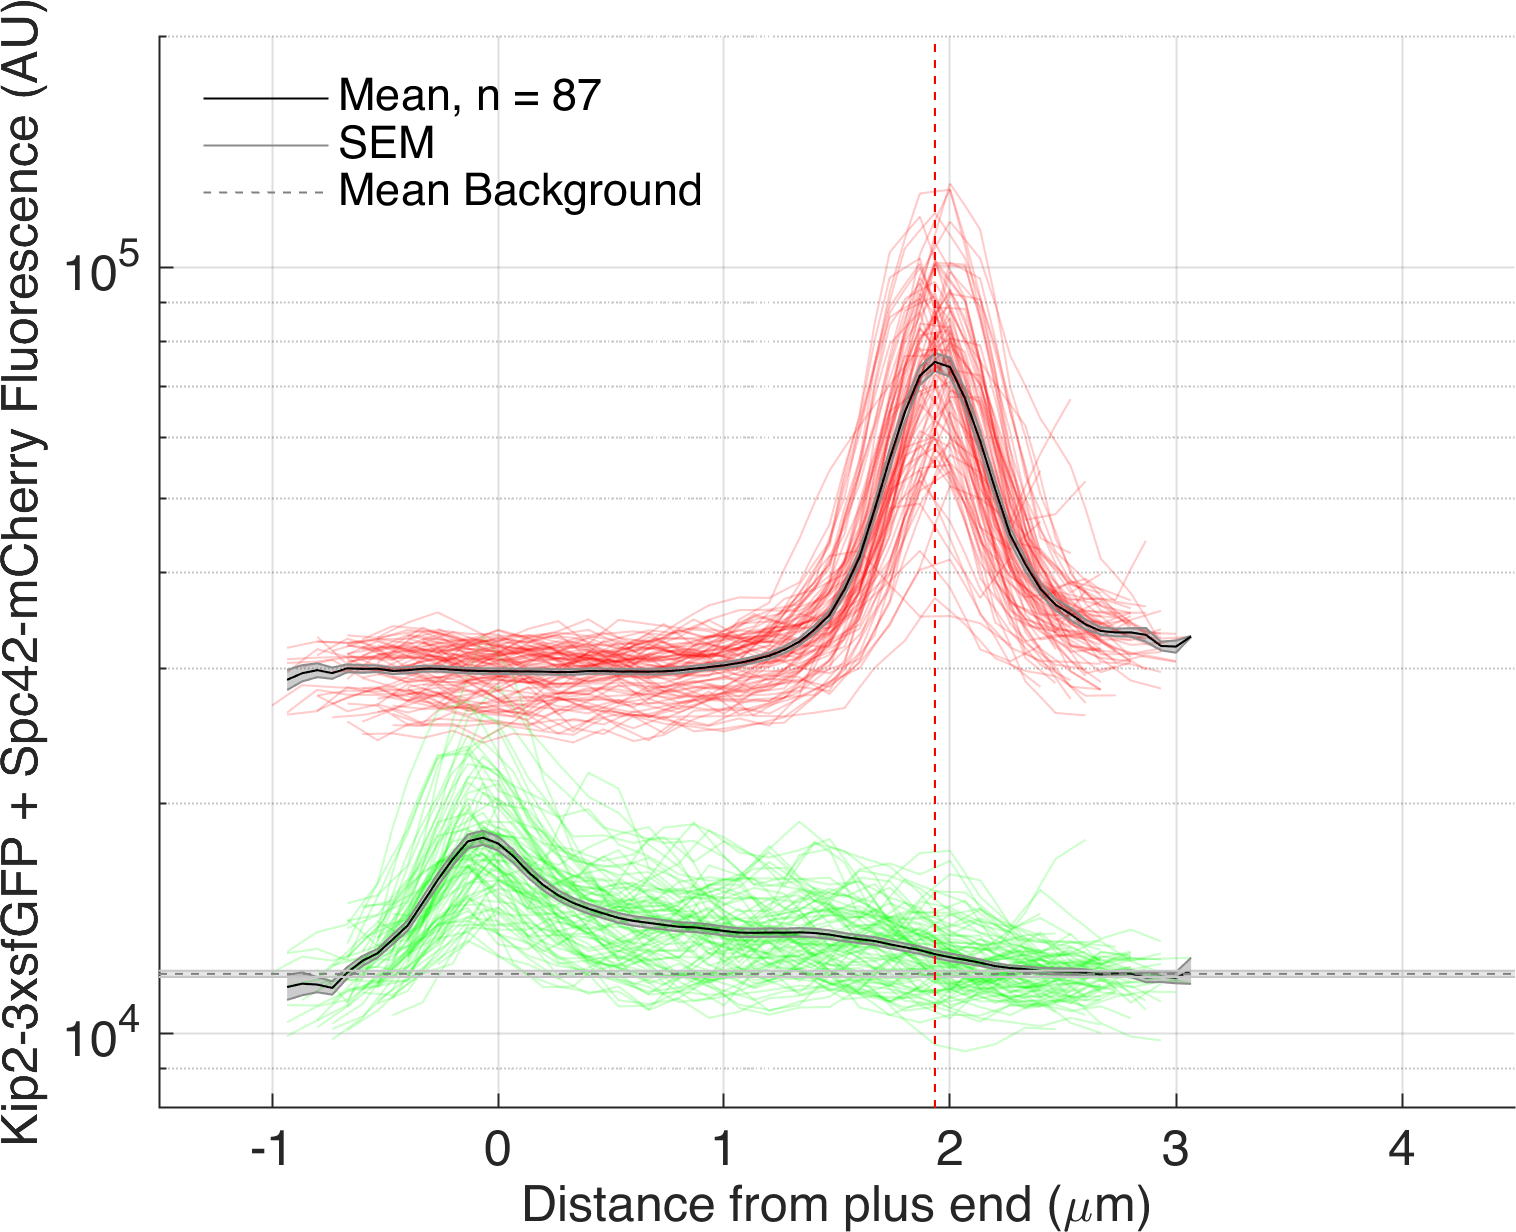 Kip2-3xsfGFP + Spc42-mCherry Fluorescence (AU)
Mean, n = 87
SEM
Mean Background
10^5
10^4
-1 0 1 2 3 4
Distance from plus end (μm)